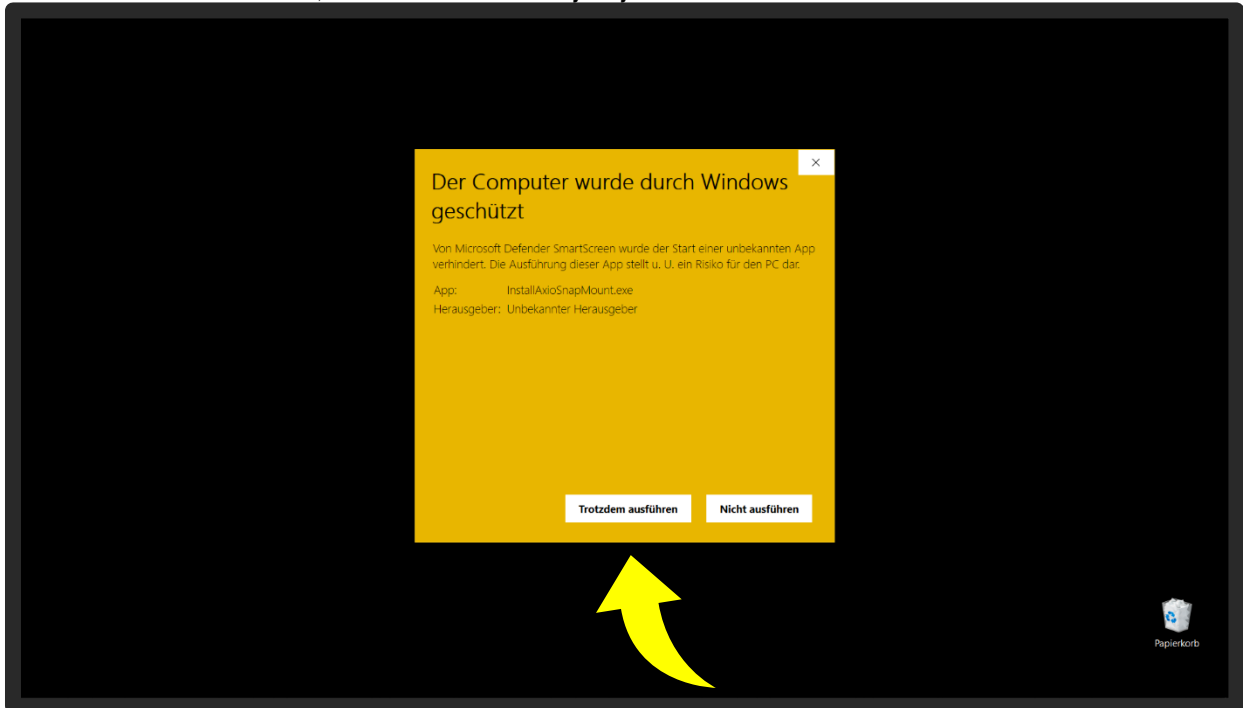 Der Computer wurde durch Windows
geschützt
Von Microsoft Defender SmartScreen wurde der Start einer unbekannten App
verhindert. Die Ausführung dieser App stellt u. U. ein Risiko für den PC dar.
App: InstallAxioSnapMount.exe
Herausgeber: Unbekannter Herausgeber
Trotzdem ausführen Nicht ausführen
Papierkorb